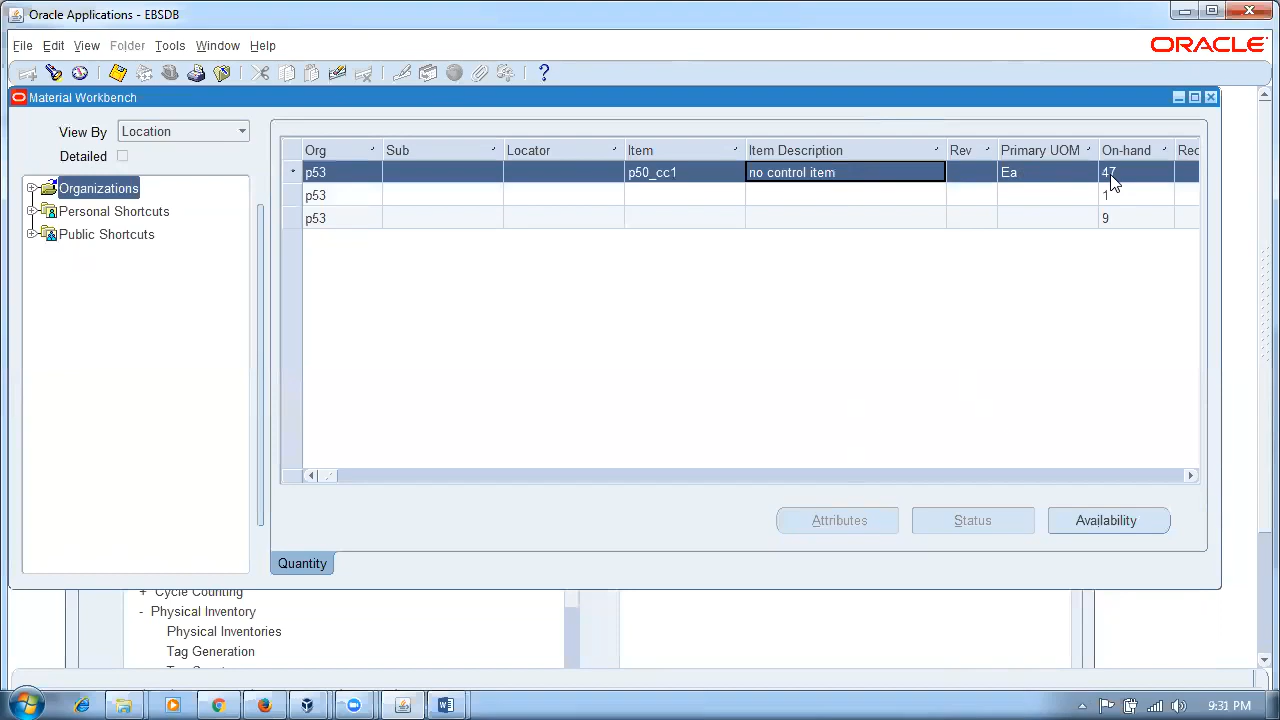 Oracle Applications - EBSDB
File Edit View Folder Tools Window Help
ORACLE
Material Workbench
View By Location
Detailed
Organizations
Personal Shortcuts
Public Shortcuts
Org Sub Locator Item Item Description Rev Primary UOM On-hand Rec
p53 p50_cc1 no control item Ea 47
p53 1
p53 9
Attributes Status Availability
Quantity
+ Cycle Counting
- Physical Inventory
Physical Inventories
Tag Generation
9:31 PM